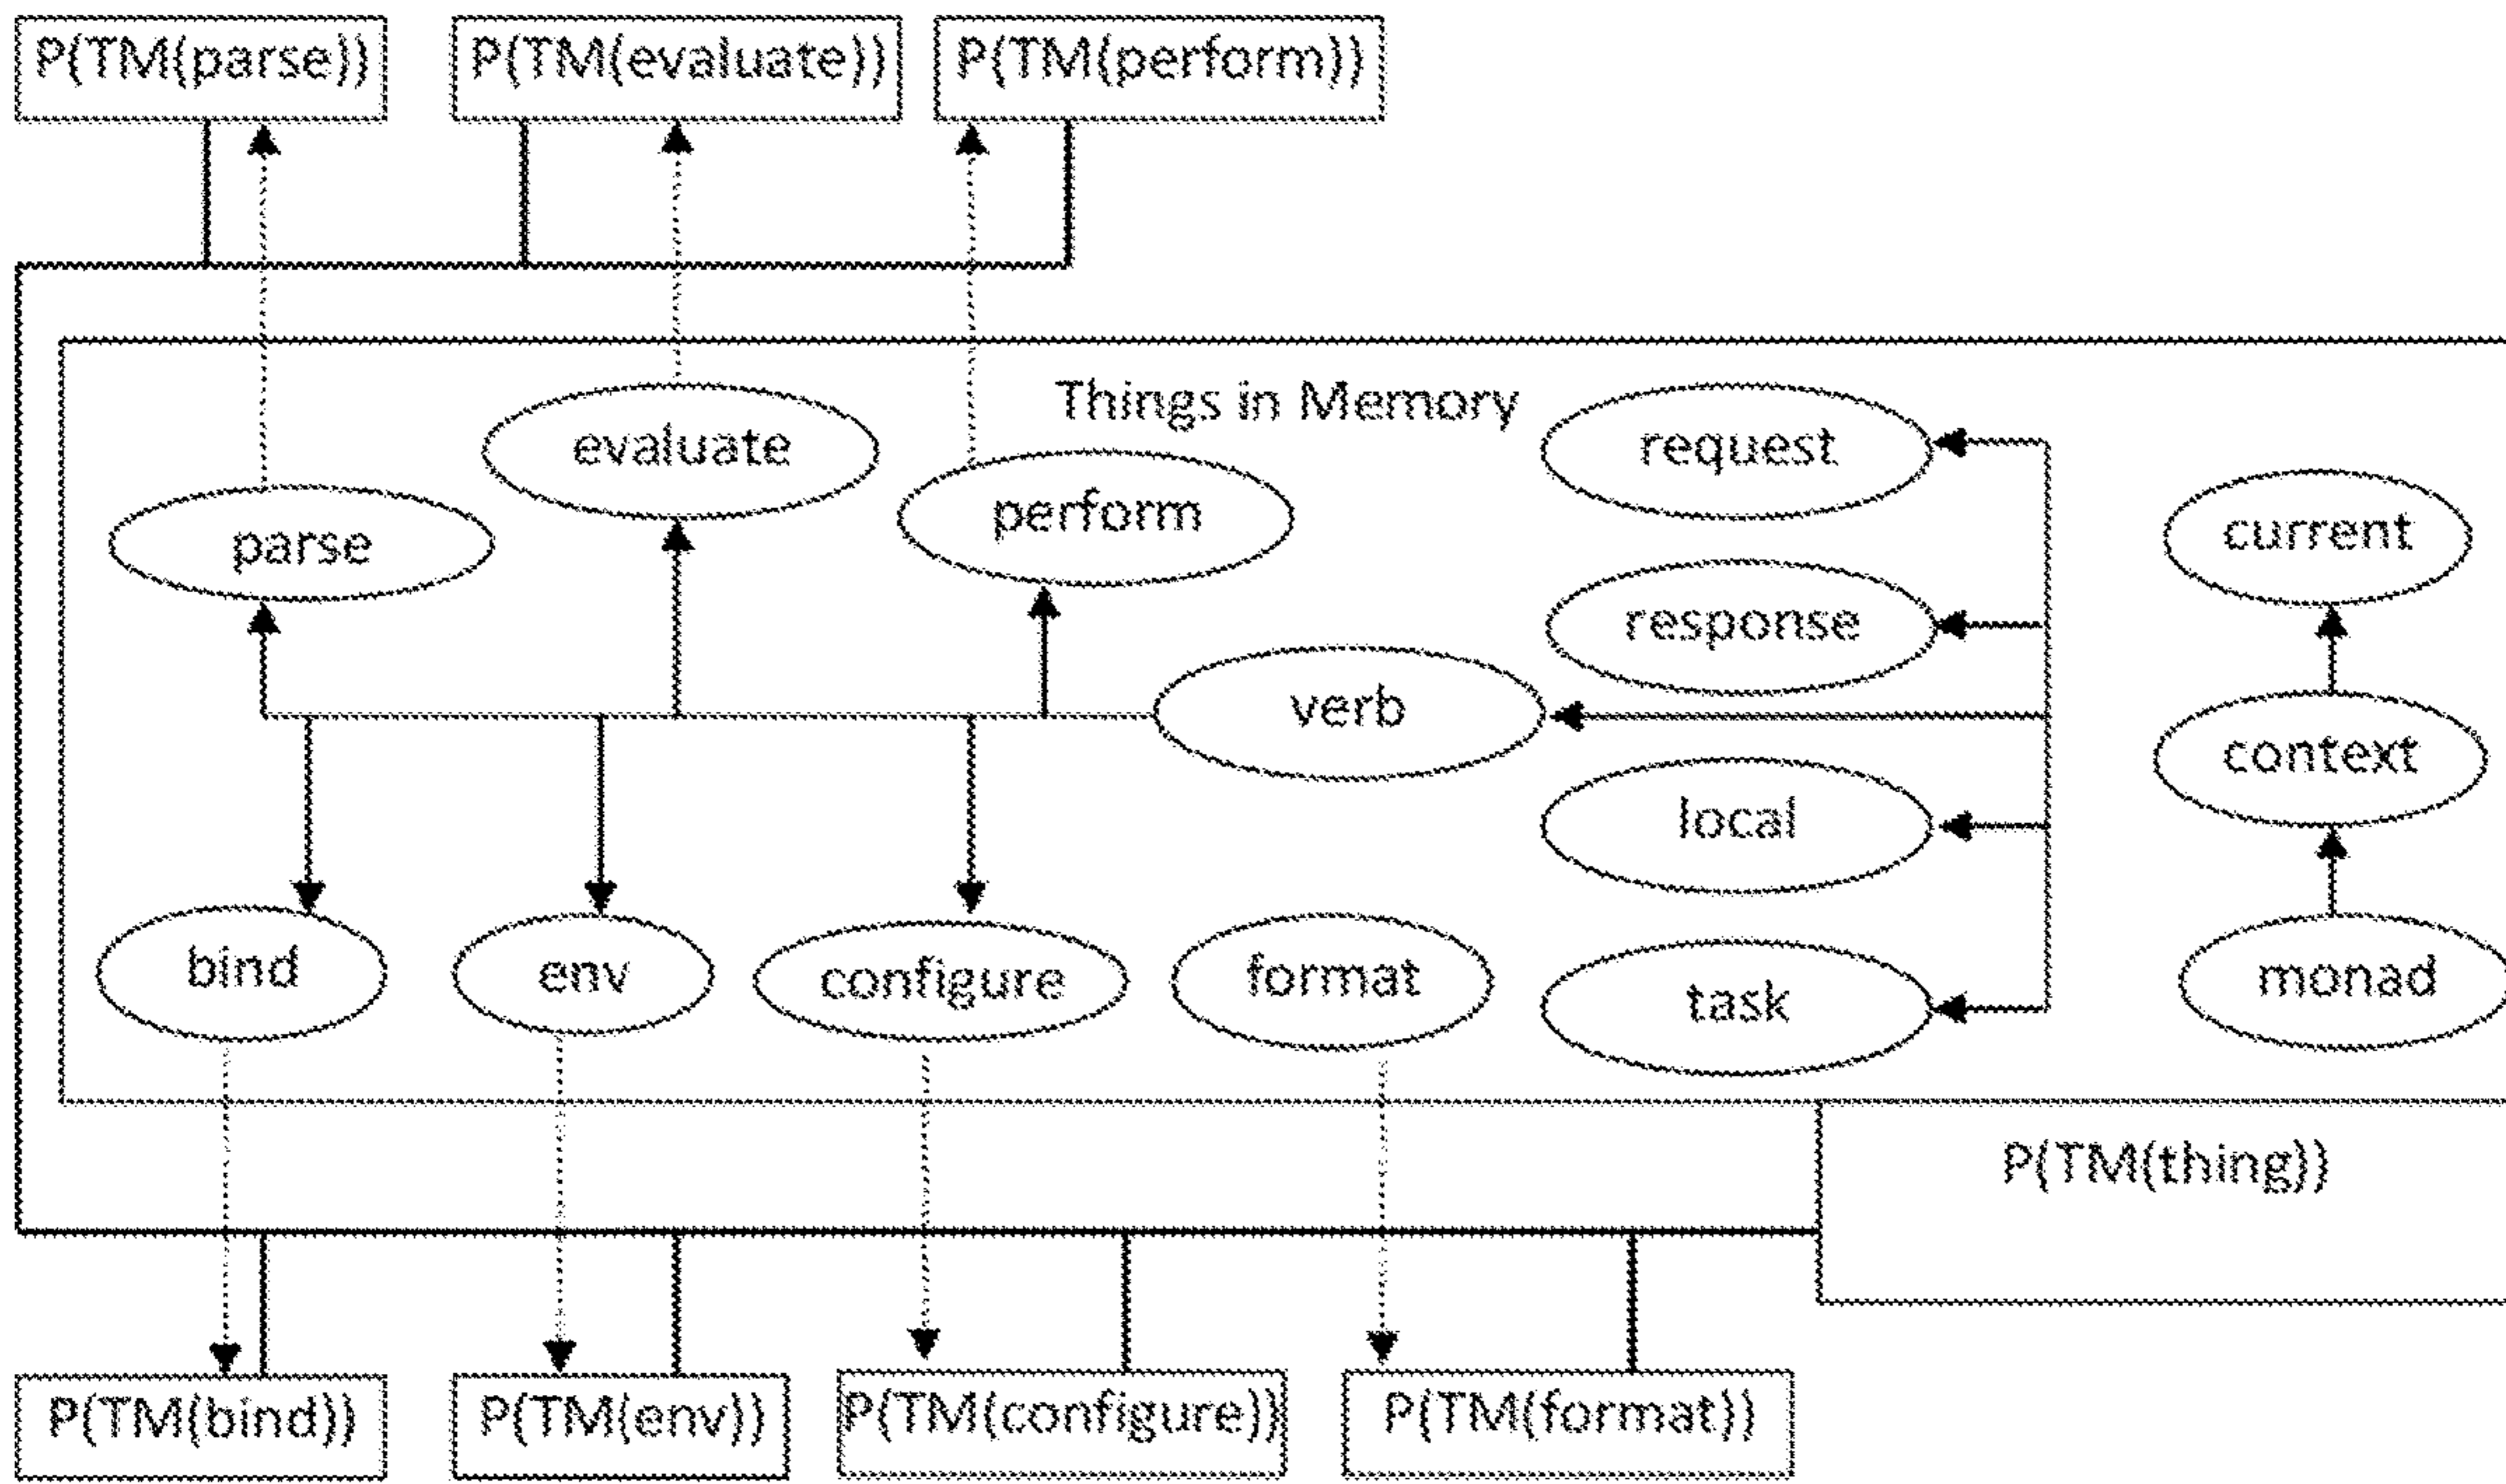 P(TM(parse))
P(TM(evaluate))
P(TM(perform))
Things in Memory
evaluate
request
perform
parse
current
response
verb
context
local
bind
env
configure
format
task
monad
P(TM(thing))
P(TM(bind))
P(TM(env))
P(TM(configure))
P(TM(format))